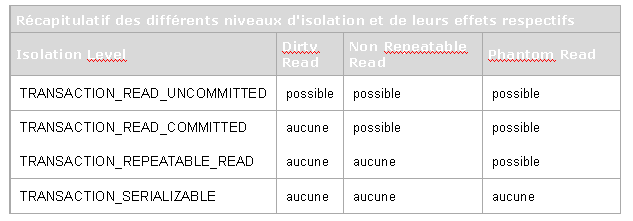 Récapitulatif des différents niveaux d'isolation et de leurs effets respectifs
Isolation Level Dirty Read Non Repeatable Read Phantom Read
TRANSACTION_READ_UNCOMMITTED possible possible possible
TRANSACTION_READ_COMMITTED aucune possible possible
TRANSACTION_REPEATABLE_READ aucune aucune possible
TRANSACTION_SERIALIZABLE aucune aucune aucune